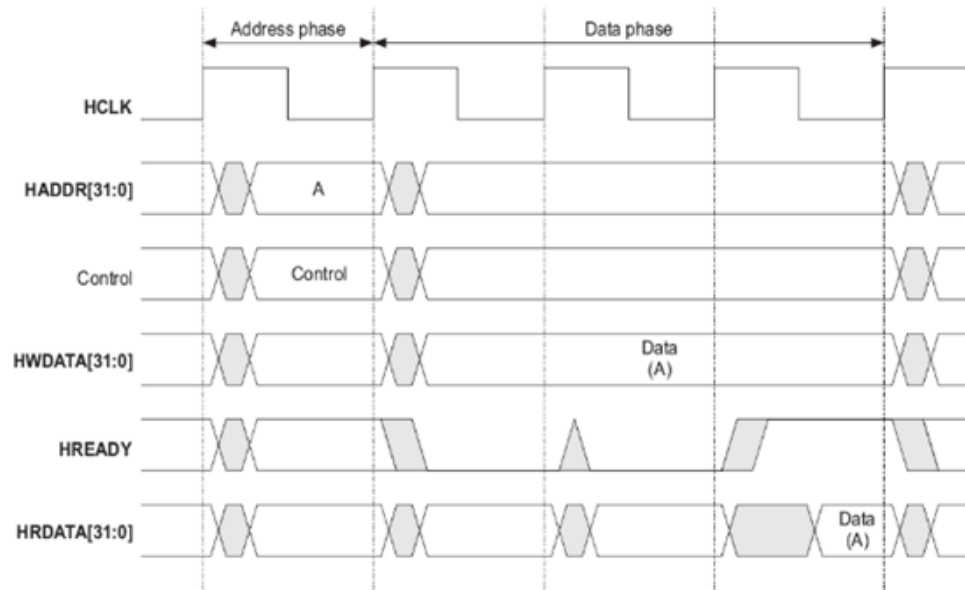 Address phase
Data phase
HCLK
HADDR[31:0]
A
Control
Control
HWDATA[31:0]
Data
(A)
HREADY
HRDATA[31:0]
Data
(A)